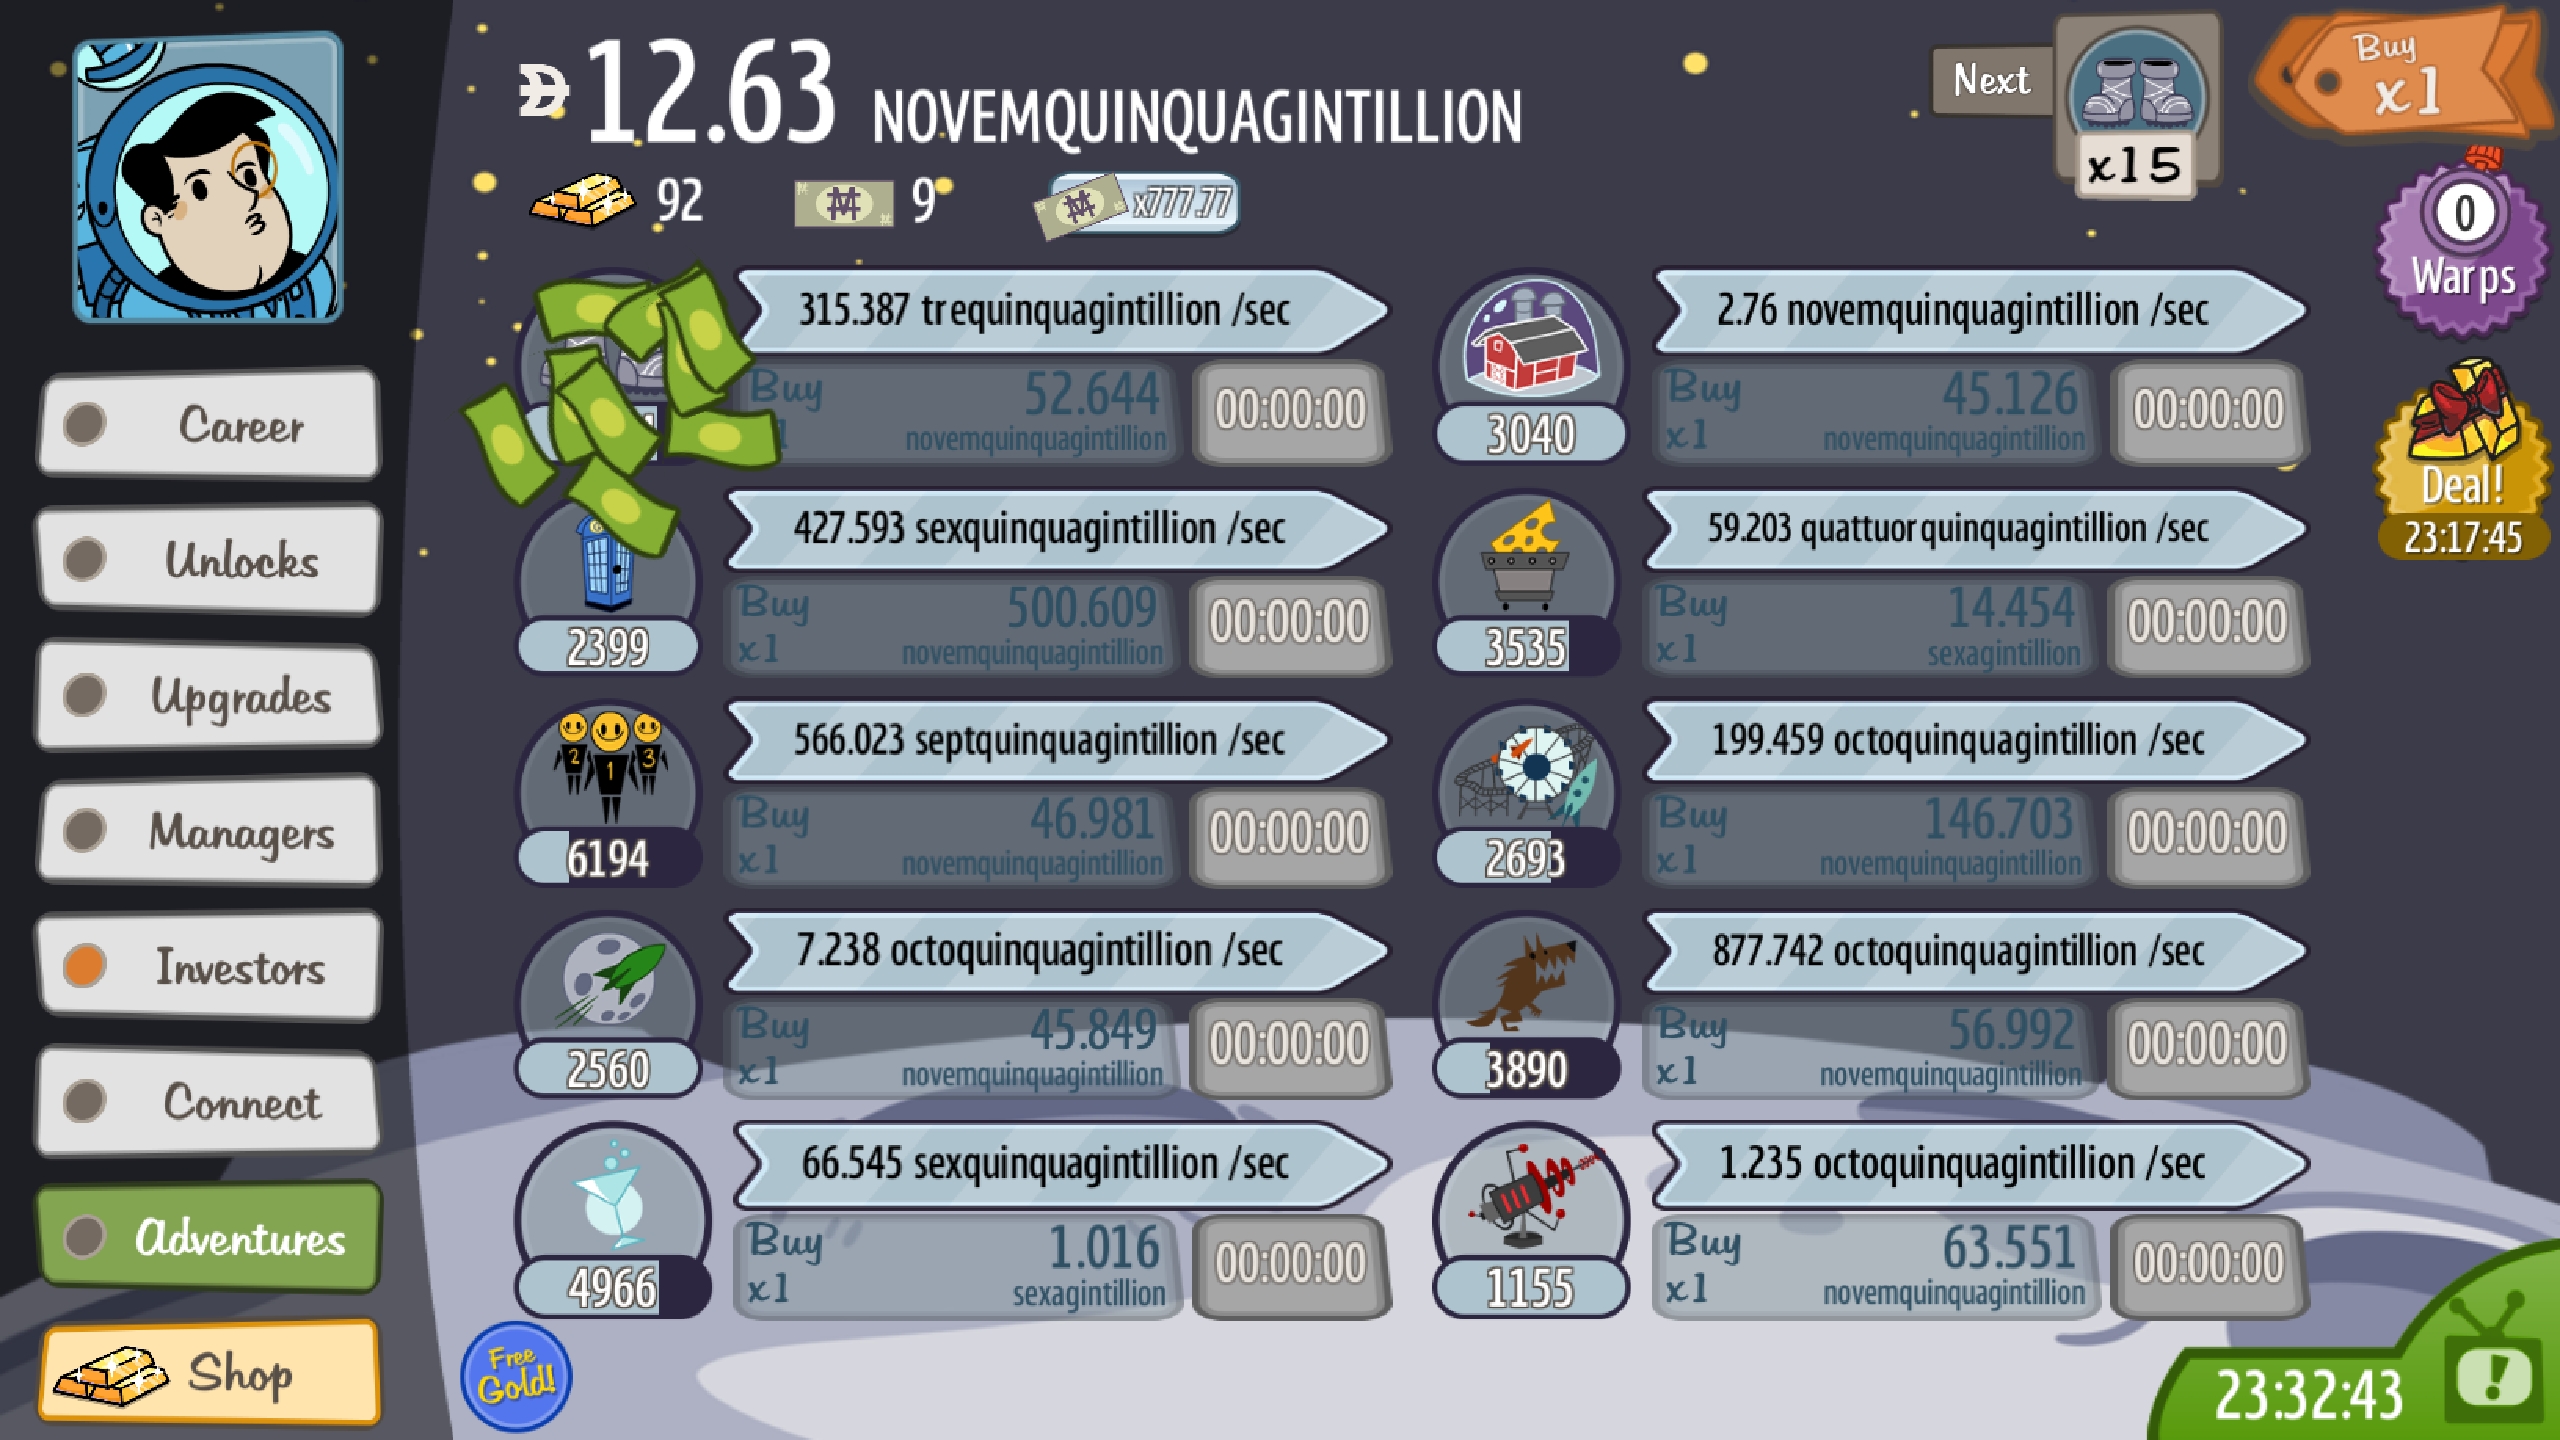 12.63 NOVEMQUINQUAGINTILLION
Next
x15
Buy
x1
92
9
x777.77
0
Warps
Deal!
23:17:45
Career
Unlocks
Upgrades
Managers
Investors
Connect
Adventures
Shop
315.387 trequinquagintillion /sec
Buy 52.644
novemquinquagintillion
00:00:00
2.76 novemquinquagintillion /sec
3040
Buy 45.126
x1 novemquinquagintillion
00:00:00
427.593 sexquinquagintillion /sec
2399
Buy 500.609
x1 novemquinquagintillion
00:00:00
59.203 quattuorquinquagintillion /sec
3535
Buy 14.454
x1 sexagintillion
00:00:00
2 1 3
566.023 septquinquagintillion /sec
6194
Buy 46.981
x1 novemquinquagintillion
00:00:00
199.459 octoquinquagintillion /sec
2693
Buy 146.703
x1 novemquinquagintillion
00:00:00
7.238 octoquinquagintillion /sec
2560
Buy 45.849
x1 novemquinquagintillion
00:00:00
877.742 octoquinquagintillion /sec
3890
Buy 56.992
x1 novemquinquagintillion
00:00:00
66.545 sexquinquagintillion /sec
4966
Buy 1.016
x1 sexagintillion
00:00:00
1.235 octoquinquagintillion /sec
1155
Buy 63.551
x1 novemquinquagintillion
00:00:00
Free
Gold!
23:32:43
!